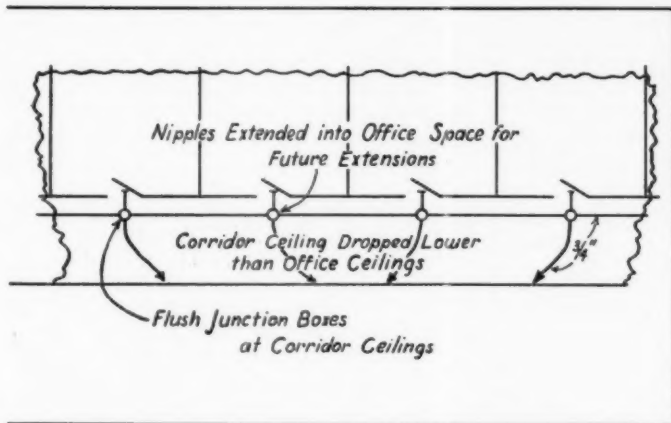 Nipples Extended into Office Space for
Future Extensions
Corridor Ceiling Dropped Lower
than Office Ceilings
3/4"
Flush Junction Boxes
at Corridor Ceilings